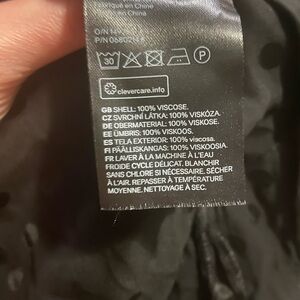 Fabriqué en Chine
30
P
clevercare.info
GB SHELL: 100% VISCOSE.
CZ SVRCHNÍ LÁTKA: 100% VISKÓZA.
DE OBERMATERIAL: 100% VISKOSE.
EE ÜMBRIS: 100% VISKOOS.
ES TELA EXTERIOR: 100% viscosa.
FI PÄÄLLISKANGAS: 100% VISKOOSIA.
FR LAVER À LA MACHINE À L'EAU
FROIDE CYCLE DÉLICAT. BLANCHIR
SANS CHLORE SI NÉCESSAIRE. SÉCHER
À L'AIR. REPASSER À TEMPÉRATURE
MOYENNE. NETTOYAGE À SEC.